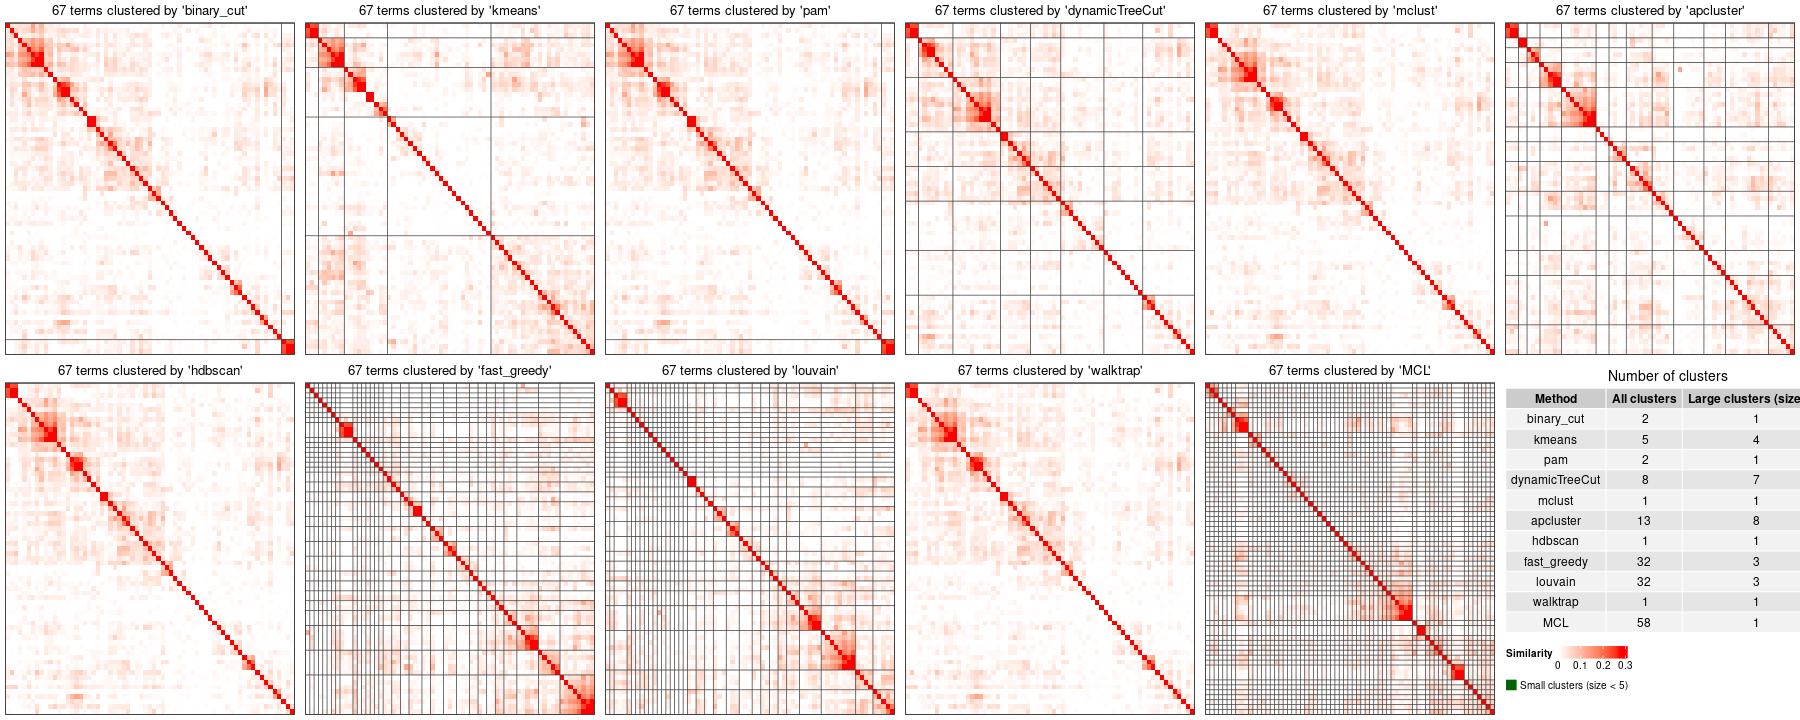 67 terms clustered by 'binary_cut'
67 terms clustered by 'kmeans'
67 terms clustered by 'pam'
67 terms clustered by 'dynamicTreeCut'
67 terms clustered by 'mclust'
67 terms clustered by 'apcluster'
67 terms clustered by 'hdbscan'
67 terms clustered by 'fast_greedy'
67 terms clustered by 'louvain'
67 terms clustered by 'walktrap'
67 terms clustered by 'MCL'
Number of clusters
Method All clusters Large clusters (size
binary_cut 2 1
kmeans 5 4
pam 2 1
dynamicTreeCut 8 7
mclust 1 1
apcluster 13 8
hdbscan 1 1
fast_greedy 32 3
louvain 32 3
walktrap 1 1
MCL 58 1
Similarity
0 0.1 0.2 0.3
Small clusters (size < 5)